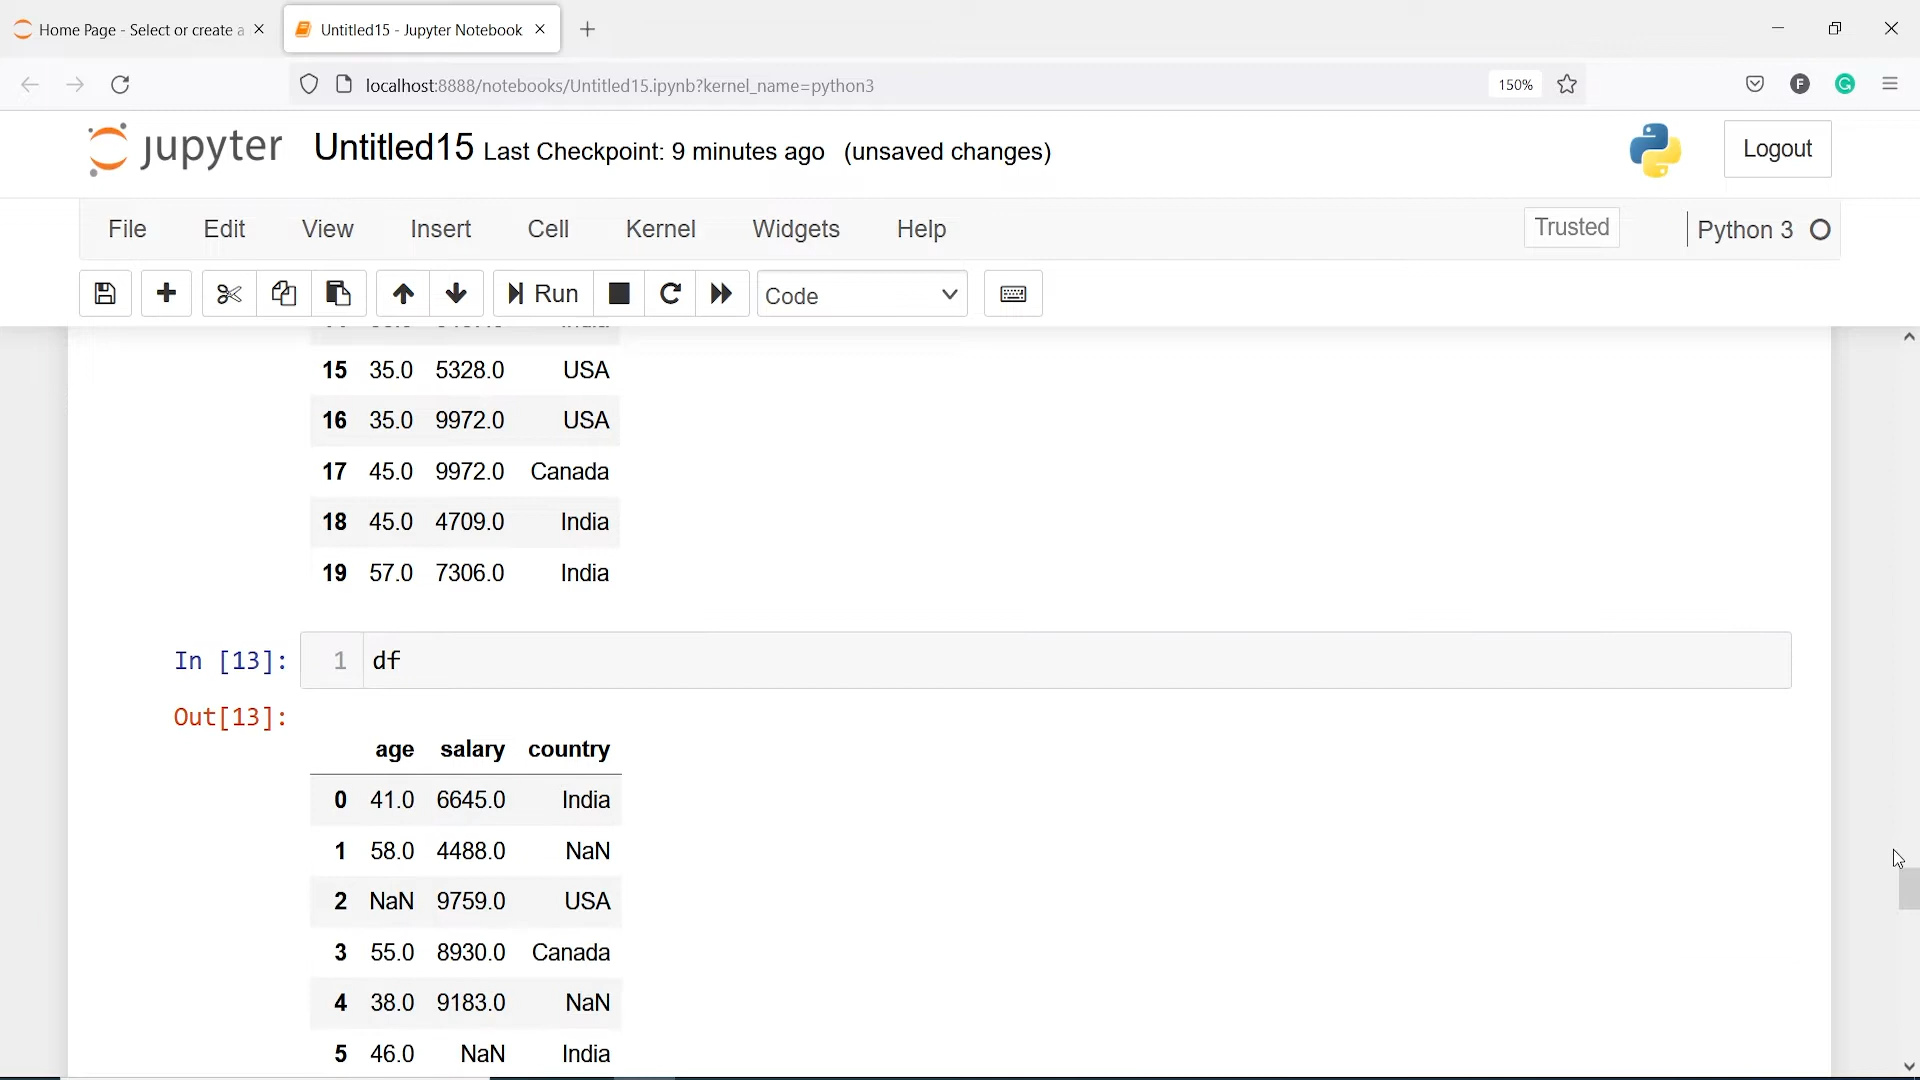 Home Page - Select or create a
Untitled15 - Jupyter Notebook
localhost:8888/notebooks/Untitled15.ipynb?kernel_name=python3
150%
F
G
jupyter Untitled15 Last Checkpoint: 9 minutes ago (unsaved changes)
Logout
File Edit View Insert Cell Kernel Widgets Help
Trusted
Python 3
Run
Code
15 35.0 5328.0 USA
16 35.0 9972.0 USA
17 45.0 9972.0 Canada
18 45.0 4709.0 India
19 57.0 7306.0 India
In [13]: 1 df
Out[13]:
age salary country
0 41.0 6645.0 India
1 58.0 4488.0 NaN
2 NaN 9759.0 USA
3 55.0 8930.0 Canada
4 38.0 9183.0 NaN
5 46.0 NaN India